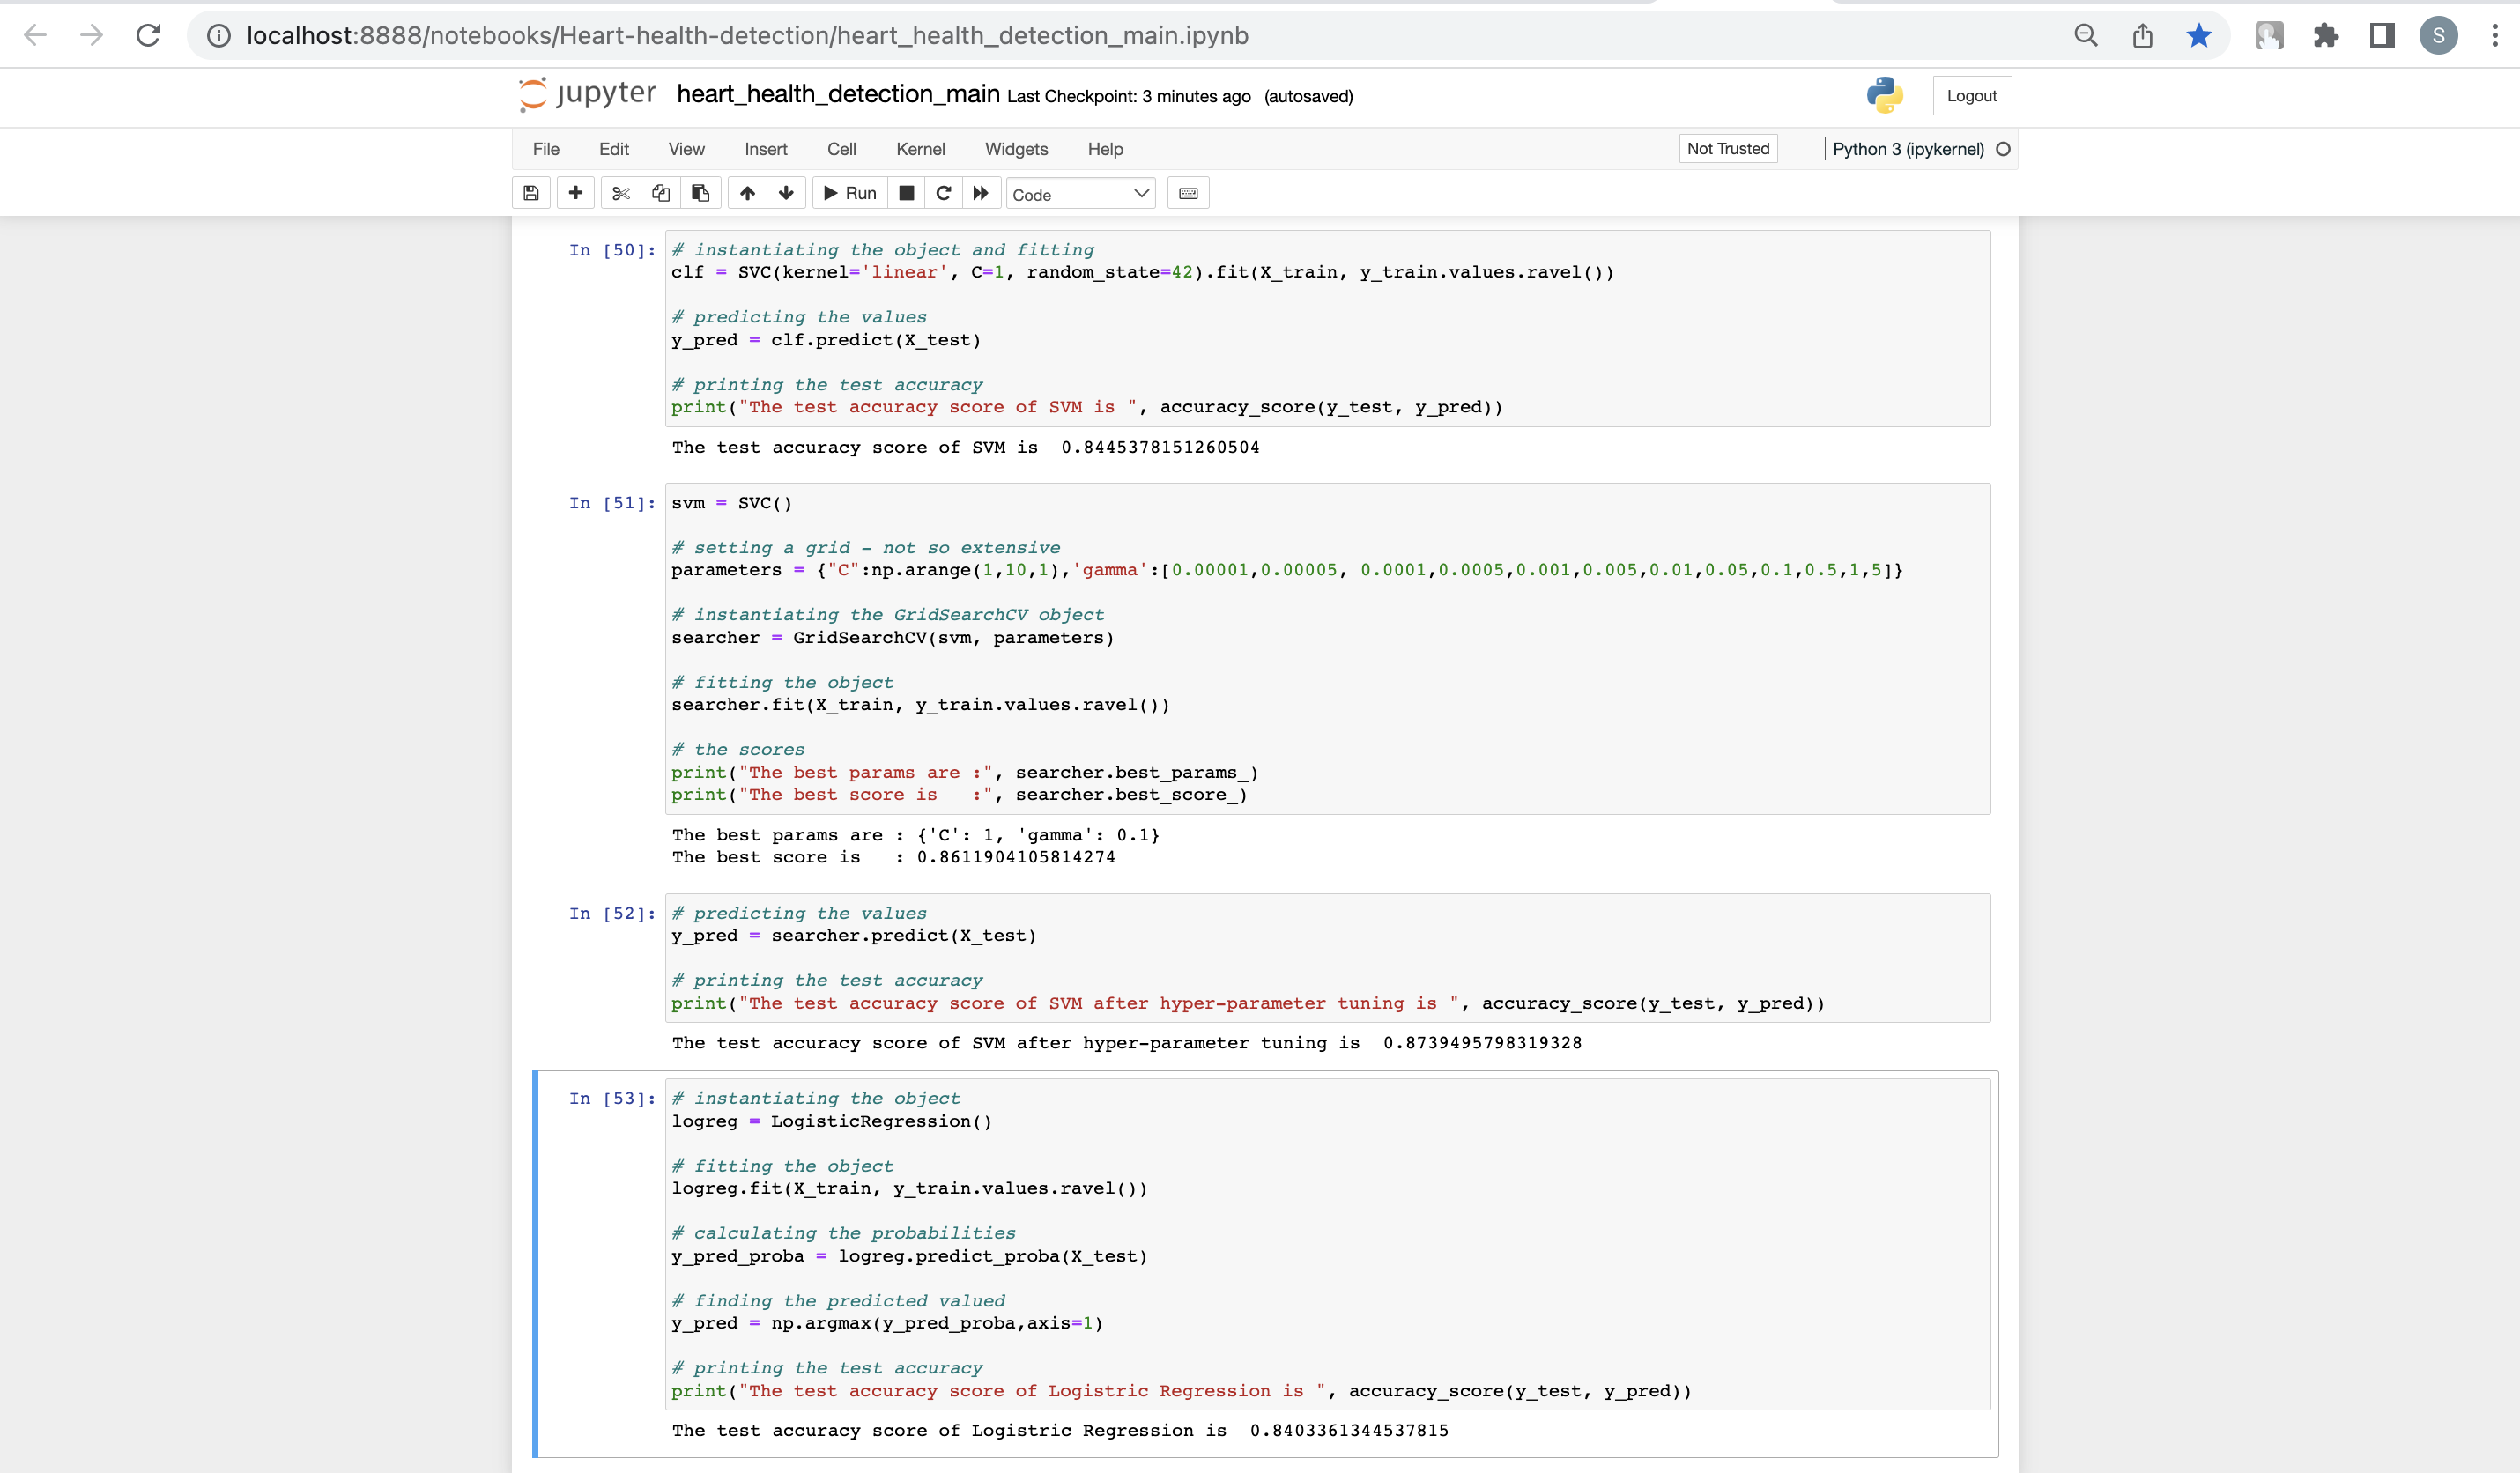 localhost:8888/notebooks/Heart-health-detection/heart_health_detection_main.ipynb
S
jupyter heart_health_detection_main Last Checkpoint: 3 minutes ago (autosaved)
Logout
File Edit View Insert Cell Kernel Widgets Help
Not Trusted
Python 3 (ipykernel)
Run
Code
In [50]:
# instantiating the object and fitting
clf = SVC(kernel='linear', C=1, random_state=42).fit(X_train, y_train.values.ravel())
# predicting the values
y_pred = clf.predict(X_test)
# printing the test accuracy
print("The test accuracy score of SVM is ", accuracy_score(y_test, y_pred))
The test accuracy score of SVM is  0.8445378151260504
In [51]:
svm = SVC()
# setting a grid - not so extensive
parameters = {"C":np.arange(1,10,1),'gamma':[0.00001,0.00005, 0.0001,0.0005,0.001,0.005,0.01,0.05,0.1,0.5,1,5]}
# instantiating the GridSearchCV object
searcher = GridSearchCV(svm, parameters)
# fitting the object
searcher.fit(X_train, y_train.values.ravel())
# the scores
print("The best params are :", searcher.best_params_)
print("The best score is   :", searcher.best_score_)
The best params are : {'C': 1, 'gamma': 0.1}
The best score is   : 0.8611904105814274
In [52]:
# predicting the values
y_pred = searcher.predict(X_test)
# printing the test accuracy
print("The test accuracy score of SVM after hyper-parameter tuning is ", accuracy_score(y_test, y_pred))
The test accuracy score of SVM after hyper-parameter tuning is  0.8739495798319328
In [53]:
# instantiating the object
logreg = LogisticRegression()
# fitting the object
logreg.fit(X_train, y_train.values.ravel())
# calculating the probabilities
y_pred_proba = logreg.predict_proba(X_test)
# finding the predicted valued
y_pred = np.argmax(y_pred_proba,axis=1)
# printing the test accuracy
print("The test accuracy score of Logistric Regression is ", accuracy_score(y_test, y_pred))
The test accuracy score of Logistric Regression is  0.8403361344537815